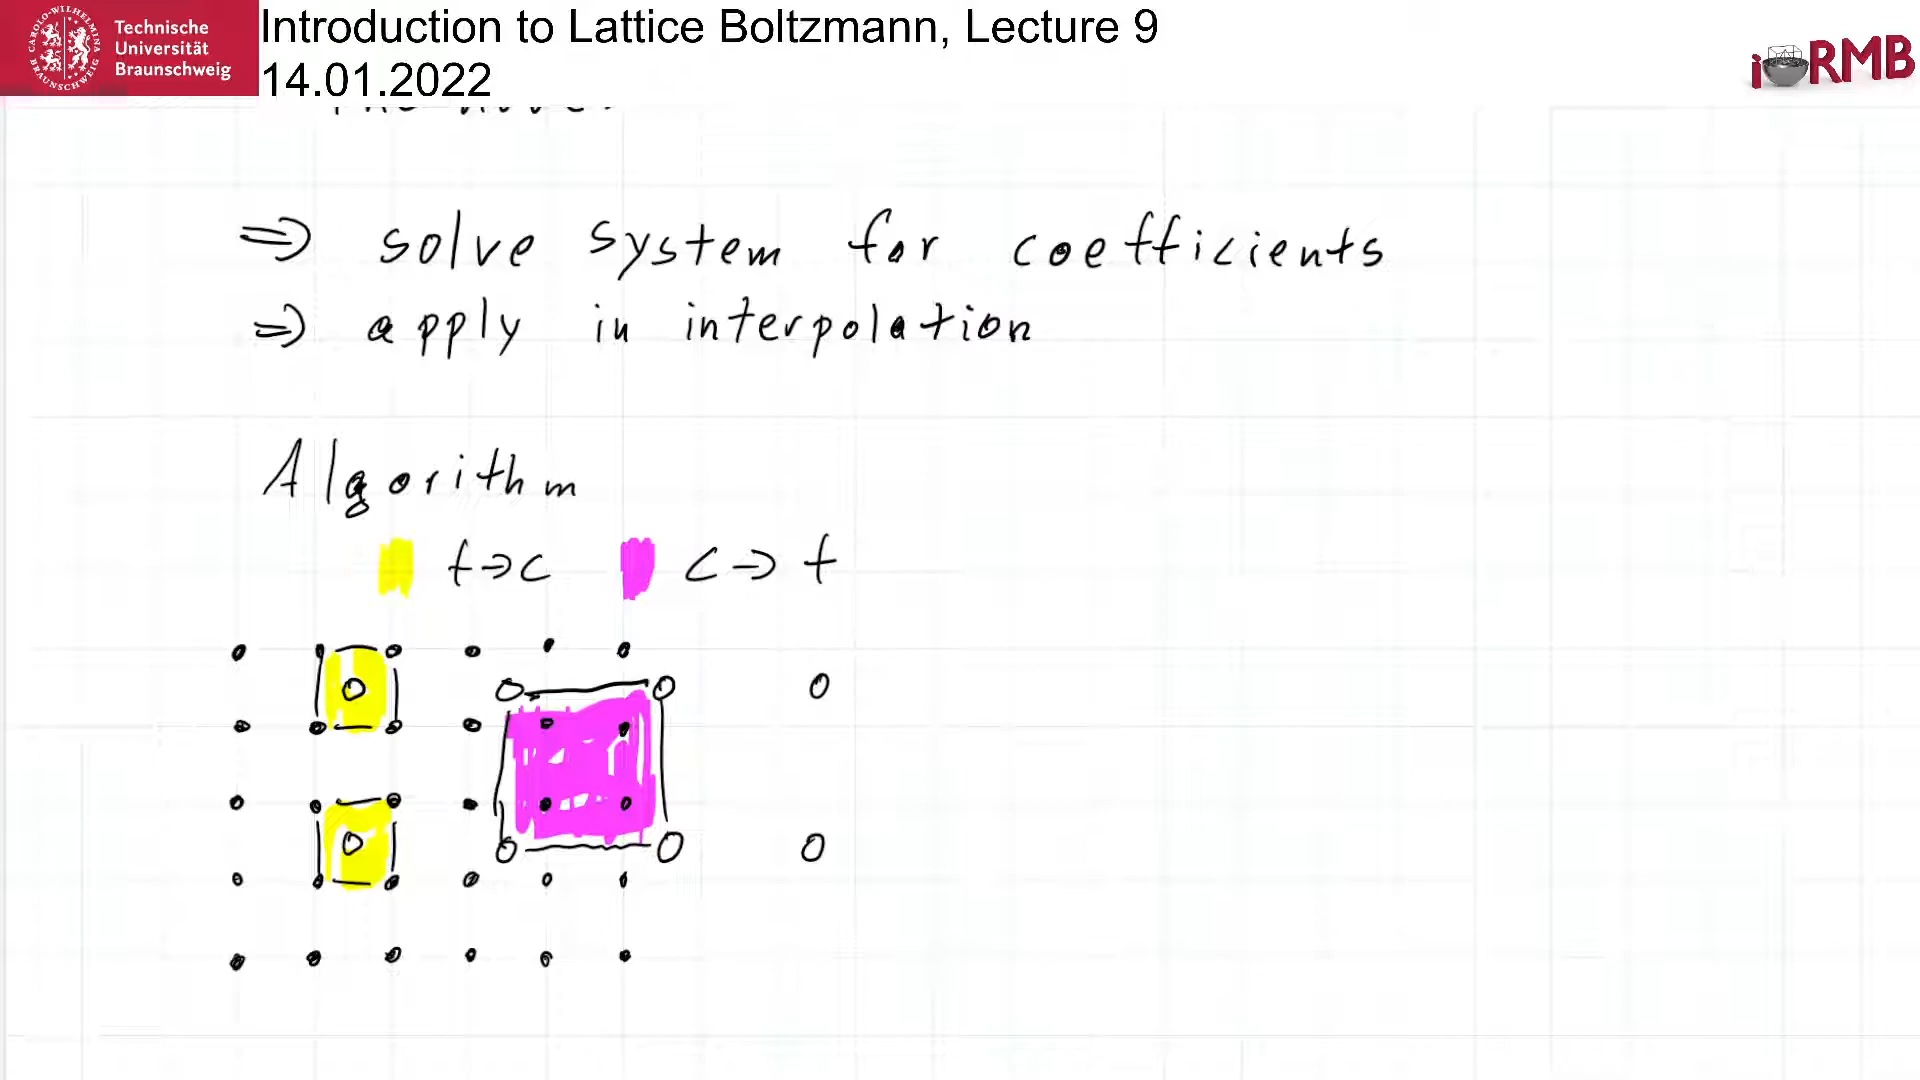 Technische
Universität
Braunschweig
Introduction to Lattice Boltzmann, Lecture 9
14.01.2022
iRMB
⇒ solve system for coefficients
⇒ apply in interpolation
Algorithm
f→c c→f